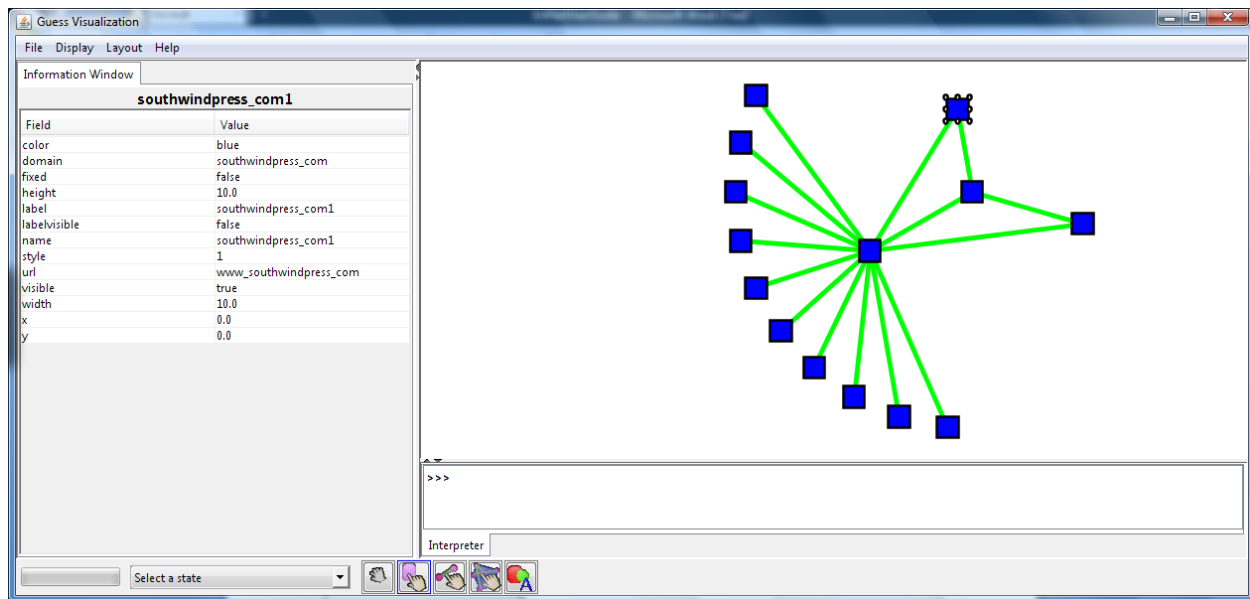 Guess Visualization
File Display Layout Help
Information Window
southwindpress_com1
Field Value
color blue
domain southwindpress_com
fixed false
height 10.0
label southwindpress_com1
labelvisible false
name southwindpress_com1
style 1
url www_southwindpress_com
visible true
width 10.0
x 0.0
y 0.0
>>>
Interpreter
Select a state
A